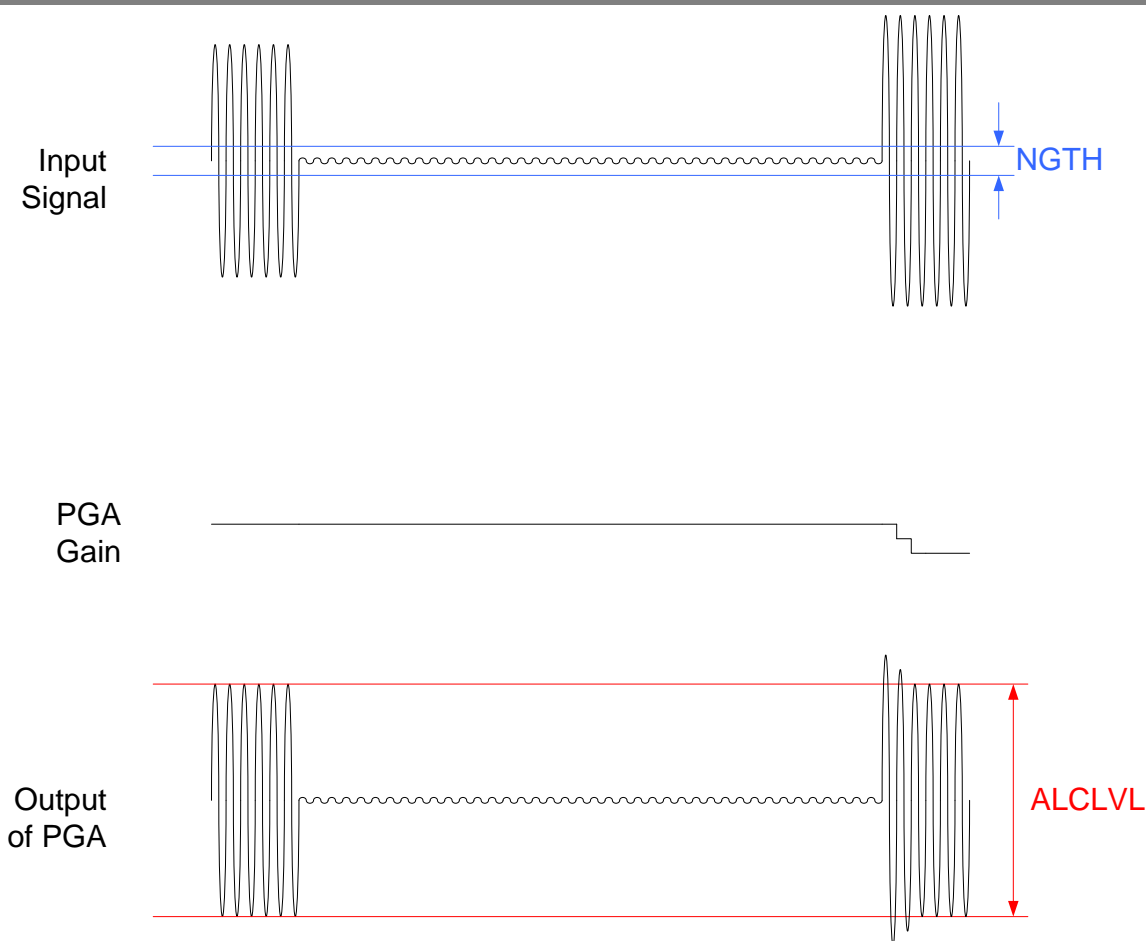 Input
Signal
NGTH
PGA
Gain
Output
of PGA
ALCLVL